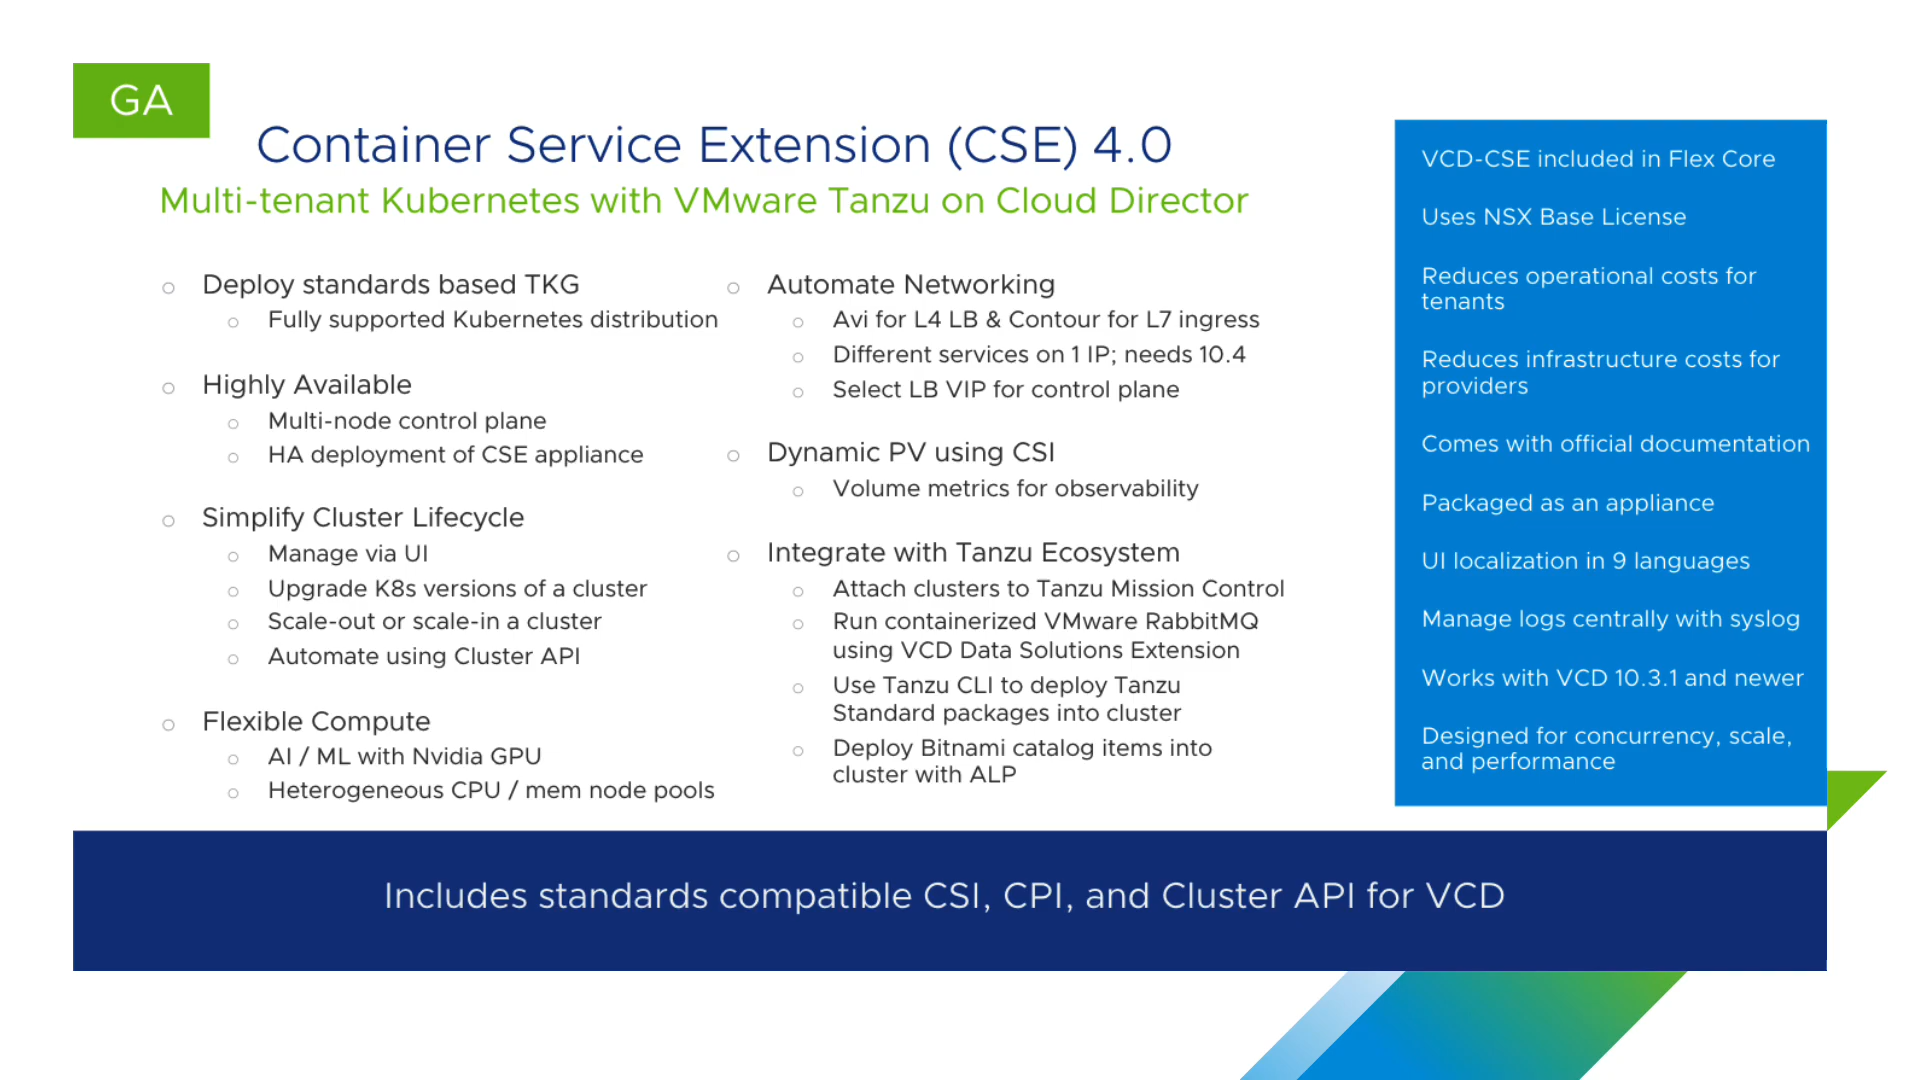 GA
Container Service Extension (CSE) 4.0
Multi-tenant Kubernetes with VMware Tanzu on Cloud Director
Deploy standards based TKG
Fully supported Kubernetes distribution
Highly Available
Multi-node control plane
HA deployment of CSE appliance
Simplify Cluster Lifecycle
Manage via UI
Upgrade K8s versions of a cluster
Scale-out or scale-in a cluster
Automate using Cluster API
Flexible Compute
AI / ML with Nvidia GPU
Heterogeneous CPU / mem node pools
Automate Networking
Avi for L4 LB & Contour for L7 ingress
Different services on 1 IP; needs 10.4
Select LB VIP for control plane
Dynamic PV using CSI
Volume metrics for observability
Integrate with Tanzu Ecosystem
Attach clusters to Tanzu Mission Control
Run containerized VMware RabbitMQ
using VCD Data Solutions Extension
Use Tanzu CLI to deploy Tanzu
Standard packages into cluster
Deploy Bitnami catalog items into
cluster with ALP
VCD-CSE included in Flex Core
Uses NSX Base License
Reduces operational costs for
tenants
Reduces infrastructure costs for
providers
Comes with official documentation
Packaged as an appliance
UI localization in 9 languages
Manage logs centrally with syslog
Works with VCD 10.3.1 and newer
Designed for concurrency, scale,
and performance
Includes standards compatible CSI, CPI, and Cluster API for VCD